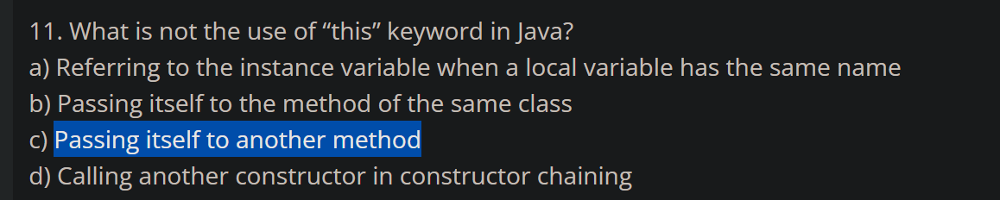 11. What is not the use of “this” keyword in Java?
a) Referring to the instance variable when a local variable has the same name
b) Passing itself to the method of the same class
c) Passing itself to another method
d) Calling another constructor in constructor chaining